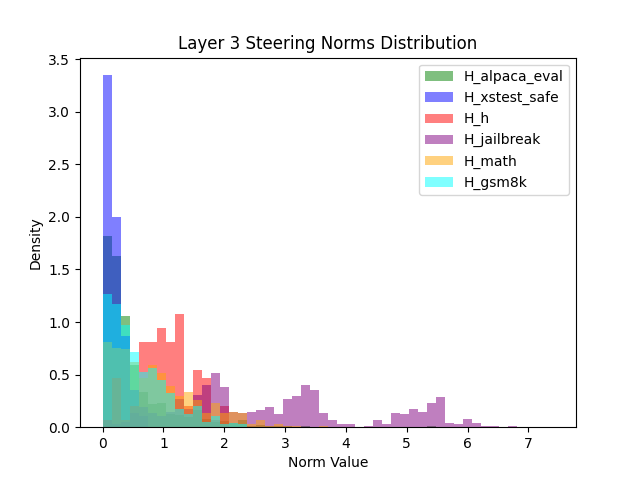 Layer 3 Steering Norms Distribution
3.5
3.0
2.5
2.0
1.5
1.0
0.5
0.0
Density
H_alpaca_eval
H_xstest_safe
H_h
H_jailbreak
H_math
H_gsm8k
0 1 2 3 4 5 6 7
Norm Value